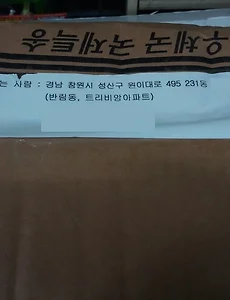 우체국 국제특송
는 사람 : 경남 창원시 성산구 원이대로 495 231동
(반림동, 트리비앙아파트)